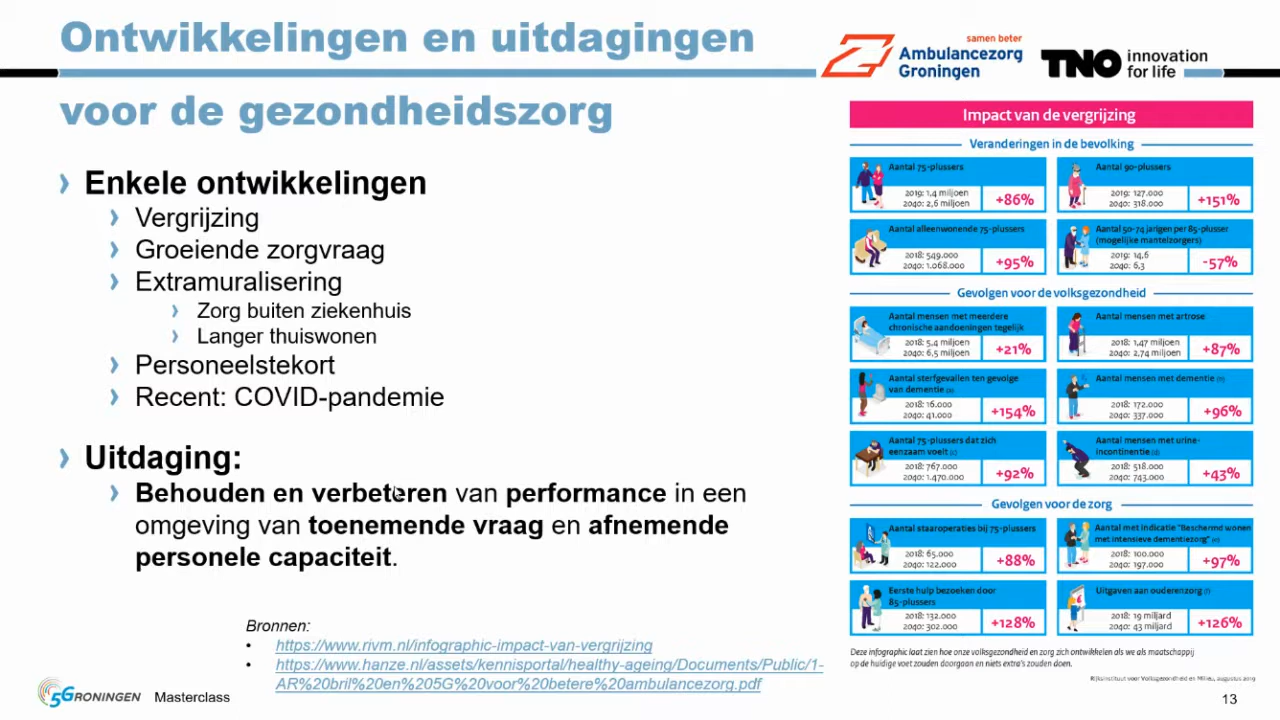 Ontwikkelingen en uitdagingen
voor de gezondheidszorg
samen beter
Ambulancezorg
Groningen
TNO innovation
for life
› Enkele ontwikkelingen
› Vergrijzing
› Groeiende zorgvraag
› Extramuralisering
› Zorg buiten ziekenhuis
› Langer thuiswonen
› Personeelstekort
› Recent: COVID-pandemie
› Uitdaging:
› Behouden en verbeteren van performance in een
omgeving van toenemende vraag en afnemende
personele capaciteit.
Bronnen:
• https://www.rivm.nl/infographic-impact-van-vergrijzing
• https://www.hanze.nl/assets/kennisportal/healthy-ageing/Documents/Public/1-
AR%20bril%20en%205G%20voor%20betere%20ambulancezorg.pdf
Impact van de vergrijzing
Veranderingen in de bevolking
Aantal 75-plussers
2019: 1,4 miljoen
2040: 2,6 miljoen
+86%
Aantal 90-plussers
2019: 127.000
2040: 318.000
+151%
Aantal alleenwonende 75-plussers
2018: 549.000
2040: 1.068.000
+95%
Aantal 50-74 jarigen per 85-plusser
(mogelijke mantelzorgers)
2019: 14,6
2040: 6,3
-57%
Gevolgen voor de volksgezondheid
Aantal mensen met meerdere
chronische aandoeningen tegelijk
2018: 5,4 miljoen
2040: 6,5 miljoen
+21%
Aantal mensen met artrose
2018: 1,47 miljoen
2040: 2,74 miljoen
+87%
Aantal sterfgevallen ten gevolge
van dementie
2018: 16.000
2040: 41.000
+154%
Aantal mensen met dementie
2018: 172.000
2040: 337.000
+96%
Aantal 75-plussers dat zich
eenzaam voelt
2018: 767.000
2040: 1.470.000
+92%
Aantal mensen met urine-
incontinentie
2018: 518.000
2040: 743.000
+43%
Gevolgen voor de zorg
Aantal staaroperaties bij 75-plussers
2018: 65.000
2040: 122.000
+88%
Aantal met indicatie "Beschermd wonen
met intensieve dementiezorg"
2018: 100.000
2040: 197.000
+97%
Eerste hulp bezoeken door
85-plussers
2018: 132.000
2040: 302.000
+128%
Uitgaven aan ouderenzorg
2018: 19 miljard
2040: 43 miljard
+126%
Deze infographic laat zien hoe onze volksgezondheid en zorg zich ontwikkelen als we als maatschappij
op de huidige voet zouden doorgaan en niets extra's zouden doen.
Rijksinstituut voor Volksgezondheid en Milieu, augustus 2019
5GRONINGEN Masterclass
13